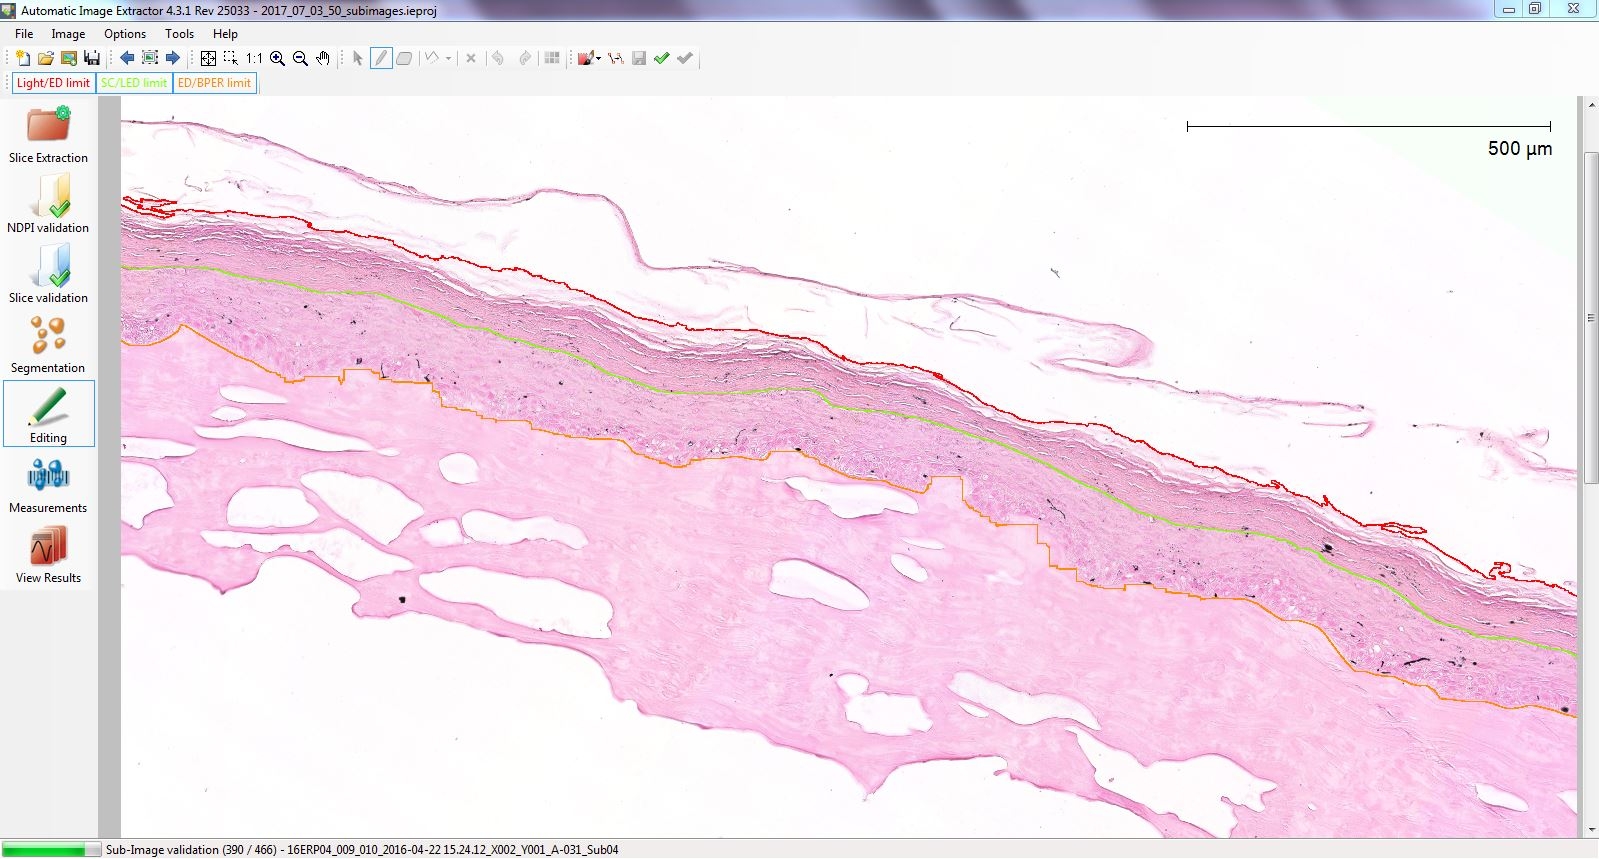 Automatic Image Extractor 4.3.1 Rev 25033 - 2017_07_03_50_subimages.ieproj
File Image Options Tools Help
1:1
Light/ED limit SC/LED limit ED/BPER limit
500 µm
Slice Extraction
NDPI validation
Slice validation
Segmentation
Editing
Measurements
View Results
Sub-Image validation (390 / 466) - 16ERP04_009_010_2016-04-22 15.24.12_X002_Y001_A-031_Sub04